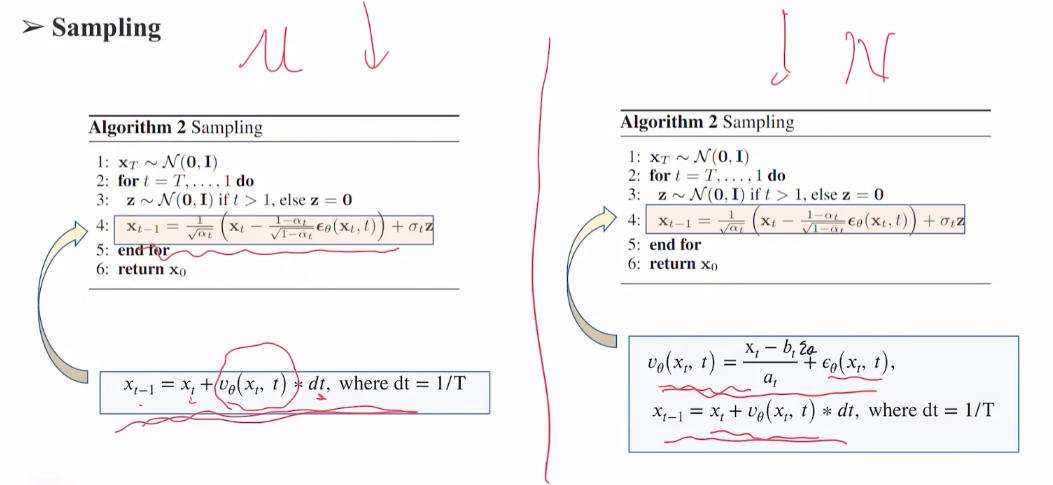 ➢ Sampling
u
N
Algorithm 2 Sampling
1: x_T ∼ 𝒩(0, I)
2: for t = T, . . . , 1 do
3: z ∼ 𝒩(0, I) if t > 1, else z = 0
4: x_{t−1} = 1/√α_t (x_t − (1−α_t)/√(1−ᾱ_t) ϵ_θ(x_t, t)) + σ_t z
5: end for
6: return x_0
x_{t−1} = x_t + v_θ(x_t, t) * dt, where dt = 1/T
Algorithm 2 Sampling
1: x_T ∼ 𝒩(0, I)
2: for t = T, . . . , 1 do
3: z ∼ 𝒩(0, I) if t > 1, else z = 0
4: x_{t−1} = 1/√α_t (x_t − (1−α_t)/√(1−ᾱ_t) ϵ_θ(x_t, t)) + σ_t z
5: end for
6: return x_0
v_θ(x_t, t) = (x_t − b_t)/a_t + ϵ_θ(x_t, t),
x_{t−1} = x_t + v_θ(x_t, t) * dt, where dt = 1/T